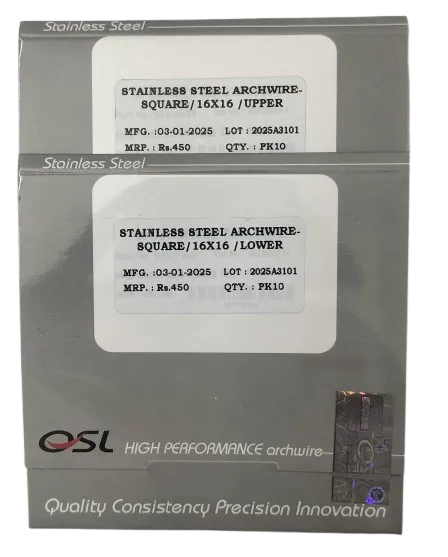 Stainless Steel
STAINLESS STEEL ARCHWIRE-
SQUARE/16X16 /UPPER
MFG. :03-01-2025 LOT : 2025A3101
MRP. : Rs.450 QTY. : PK10
Stainless Steel
STAINLESS STEEL ARCHWIRE-
SQUARE/16X16 /LOWER
MFG. :03-01-2025 LOT : 2025A3101
MRP. : Rs.450 QTY. : PK10
OSL HIGH PERFORMANCE archwire
OSL
Quality Consistency Precision Innovation